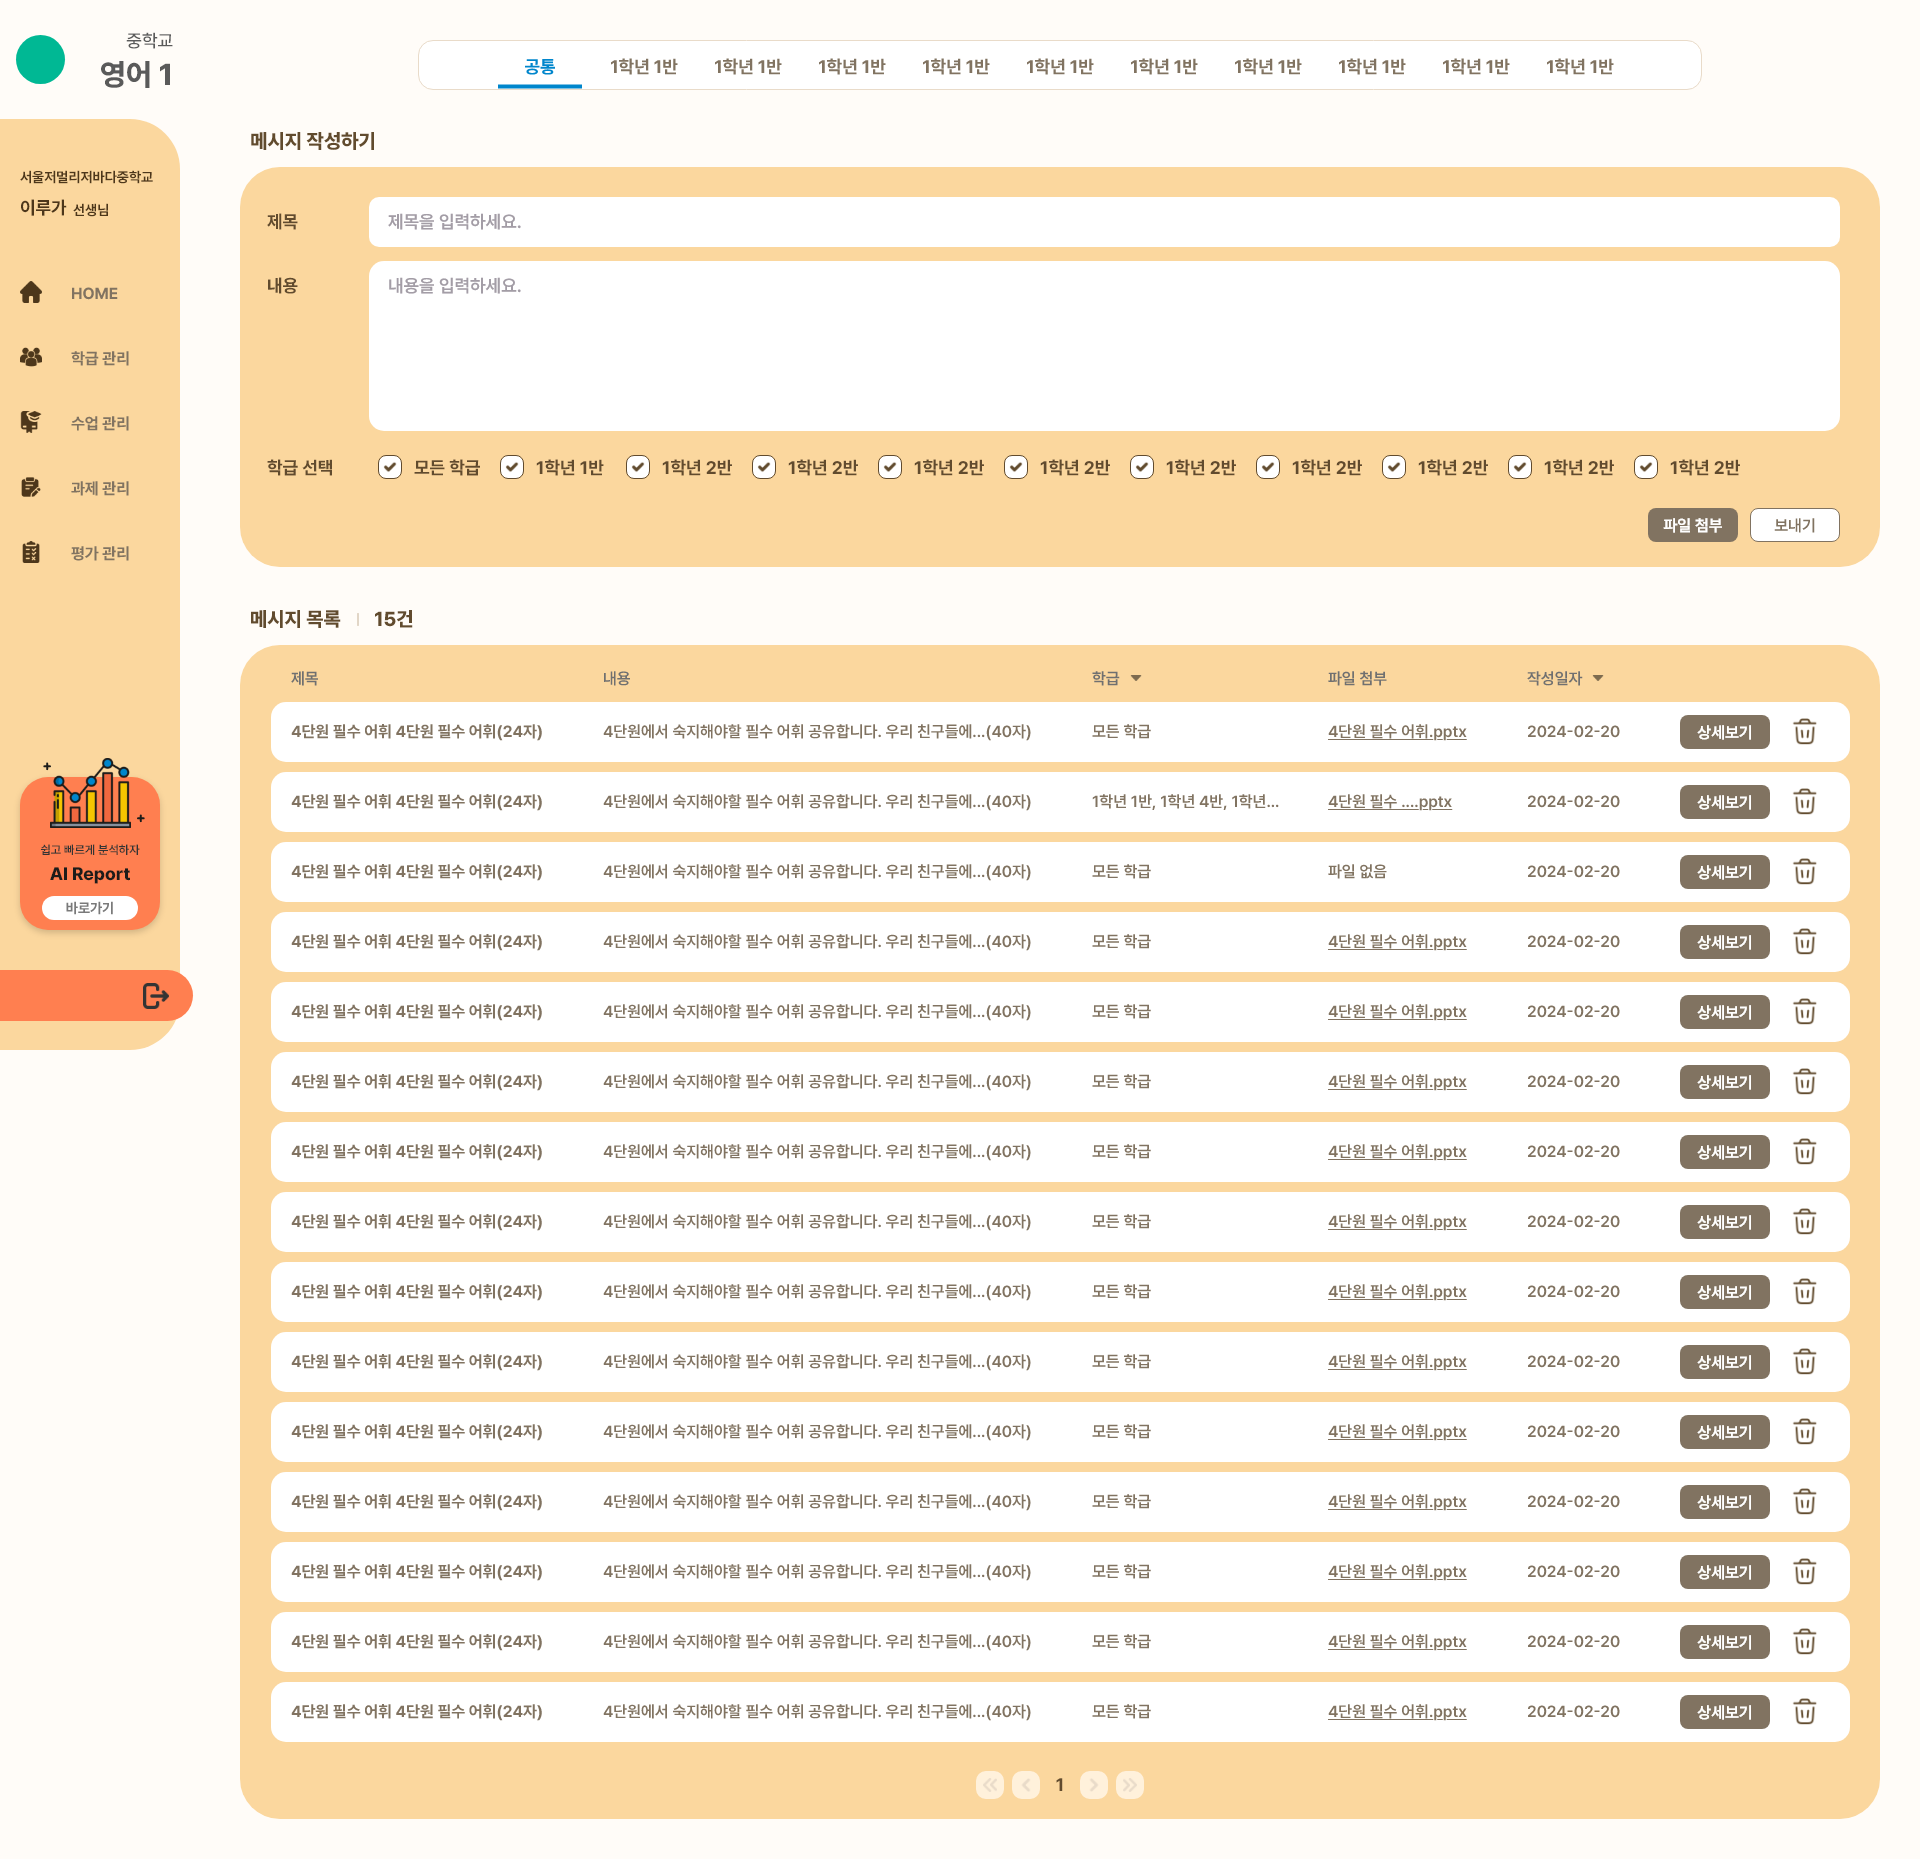 중학교
영어 1
공통 1학년 1반 1학년 1반 1학년 1반 1학년 1반 1학년 1반 1학년 1반 1학년 1반 1학년 1반 1학년 1반 1학년 1반
서울저멀리저바다중학교
이루가 선생님
HOME
학급 관리
수업 관리
과제 관리
평가 관리
쉽고 빠르게 분석하자
AI Report
바로가기
메시지 작성하기
제목 제목을 입력하세요.
내용 내용을 입력하세요.
학급 선택 모든 학급 1학년 1반 1학년 2반 1학년 2반 1학년 2반 1학년 2반 1학년 2반 1학년 2반 1학년 2반 1학년 2반 1학년 2반
파일 첨부 보내기
메시지 목록 15건
제목 내용 학급 파일 첨부 작성일자
4단원 필수 어휘 4단원 필수 어휘(24자) 4단원에서 숙지해야할 필수 어휘 공유합니다. 우리 친구들에...(40자) 모든 학급 4단원 필수 어휘.pptx 2024-02-20 상세보기
4단원 필수 어휘 4단원 필수 어휘(24자) 4단원에서 숙지해야할 필수 어휘 공유합니다. 우리 친구들에...(40자) 1학년 1반, 1학년 4반, 1학년... 4단원 필수 ....pptx 2024-02-20 상세보기
4단원 필수 어휘 4단원 필수 어휘(24자) 4단원에서 숙지해야할 필수 어휘 공유합니다. 우리 친구들에...(40자) 모든 학급 파일 없음 2024-02-20 상세보기
4단원 필수 어휘 4단원 필수 어휘(24자) 4단원에서 숙지해야할 필수 어휘 공유합니다. 우리 친구들에...(40자) 모든 학급 4단원 필수 어휘.pptx 2024-02-20 상세보기
4단원 필수 어휘 4단원 필수 어휘(24자) 4단원에서 숙지해야할 필수 어휘 공유합니다. 우리 친구들에...(40자) 모든 학급 4단원 필수 어휘.pptx 2024-02-20 상세보기
4단원 필수 어휘 4단원 필수 어휘(24자) 4단원에서 숙지해야할 필수 어휘 공유합니다. 우리 친구들에...(40자) 모든 학급 4단원 필수 어휘.pptx 2024-02-20 상세보기
4단원 필수 어휘 4단원 필수 어휘(24자) 4단원에서 숙지해야할 필수 어휘 공유합니다. 우리 친구들에...(40자) 모든 학급 4단원 필수 어휘.pptx 2024-02-20 상세보기
4단원 필수 어휘 4단원 필수 어휘(24자) 4단원에서 숙지해야할 필수 어휘 공유합니다. 우리 친구들에...(40자) 모든 학급 4단원 필수 어휘.pptx 2024-02-20 상세보기
4단원 필수 어휘 4단원 필수 어휘(24자) 4단원에서 숙지해야할 필수 어휘 공유합니다. 우리 친구들에...(40자) 모든 학급 4단원 필수 어휘.pptx 2024-02-20 상세보기
4단원 필수 어휘 4단원 필수 어휘(24자) 4단원에서 숙지해야할 필수 어휘 공유합니다. 우리 친구들에...(40자) 모든 학급 4단원 필수 어휘.pptx 2024-02-20 상세보기
4단원 필수 어휘 4단원 필수 어휘(24자) 4단원에서 숙지해야할 필수 어휘 공유합니다. 우리 친구들에...(40자) 모든 학급 4단원 필수 어휘.pptx 2024-02-20 상세보기
4단원 필수 어휘 4단원 필수 어휘(24자) 4단원에서 숙지해야할 필수 어휘 공유합니다. 우리 친구들에...(40자) 모든 학급 4단원 필수 어휘.pptx 2024-02-20 상세보기
4단원 필수 어휘 4단원 필수 어휘(24자) 4단원에서 숙지해야할 필수 어휘 공유합니다. 우리 친구들에...(40자) 모든 학급 4단원 필수 어휘.pptx 2024-02-20 상세보기
4단원 필수 어휘 4단원 필수 어휘(24자) 4단원에서 숙지해야할 필수 어휘 공유합니다. 우리 친구들에...(40자) 모든 학급 4단원 필수 어휘.pptx 2024-02-20 상세보기
4단원 필수 어휘 4단원 필수 어휘(24자) 4단원에서 숙지해야할 필수 어휘 공유합니다. 우리 친구들에...(40자) 모든 학급 4단원 필수 어휘.pptx 2024-02-20 상세보기
1